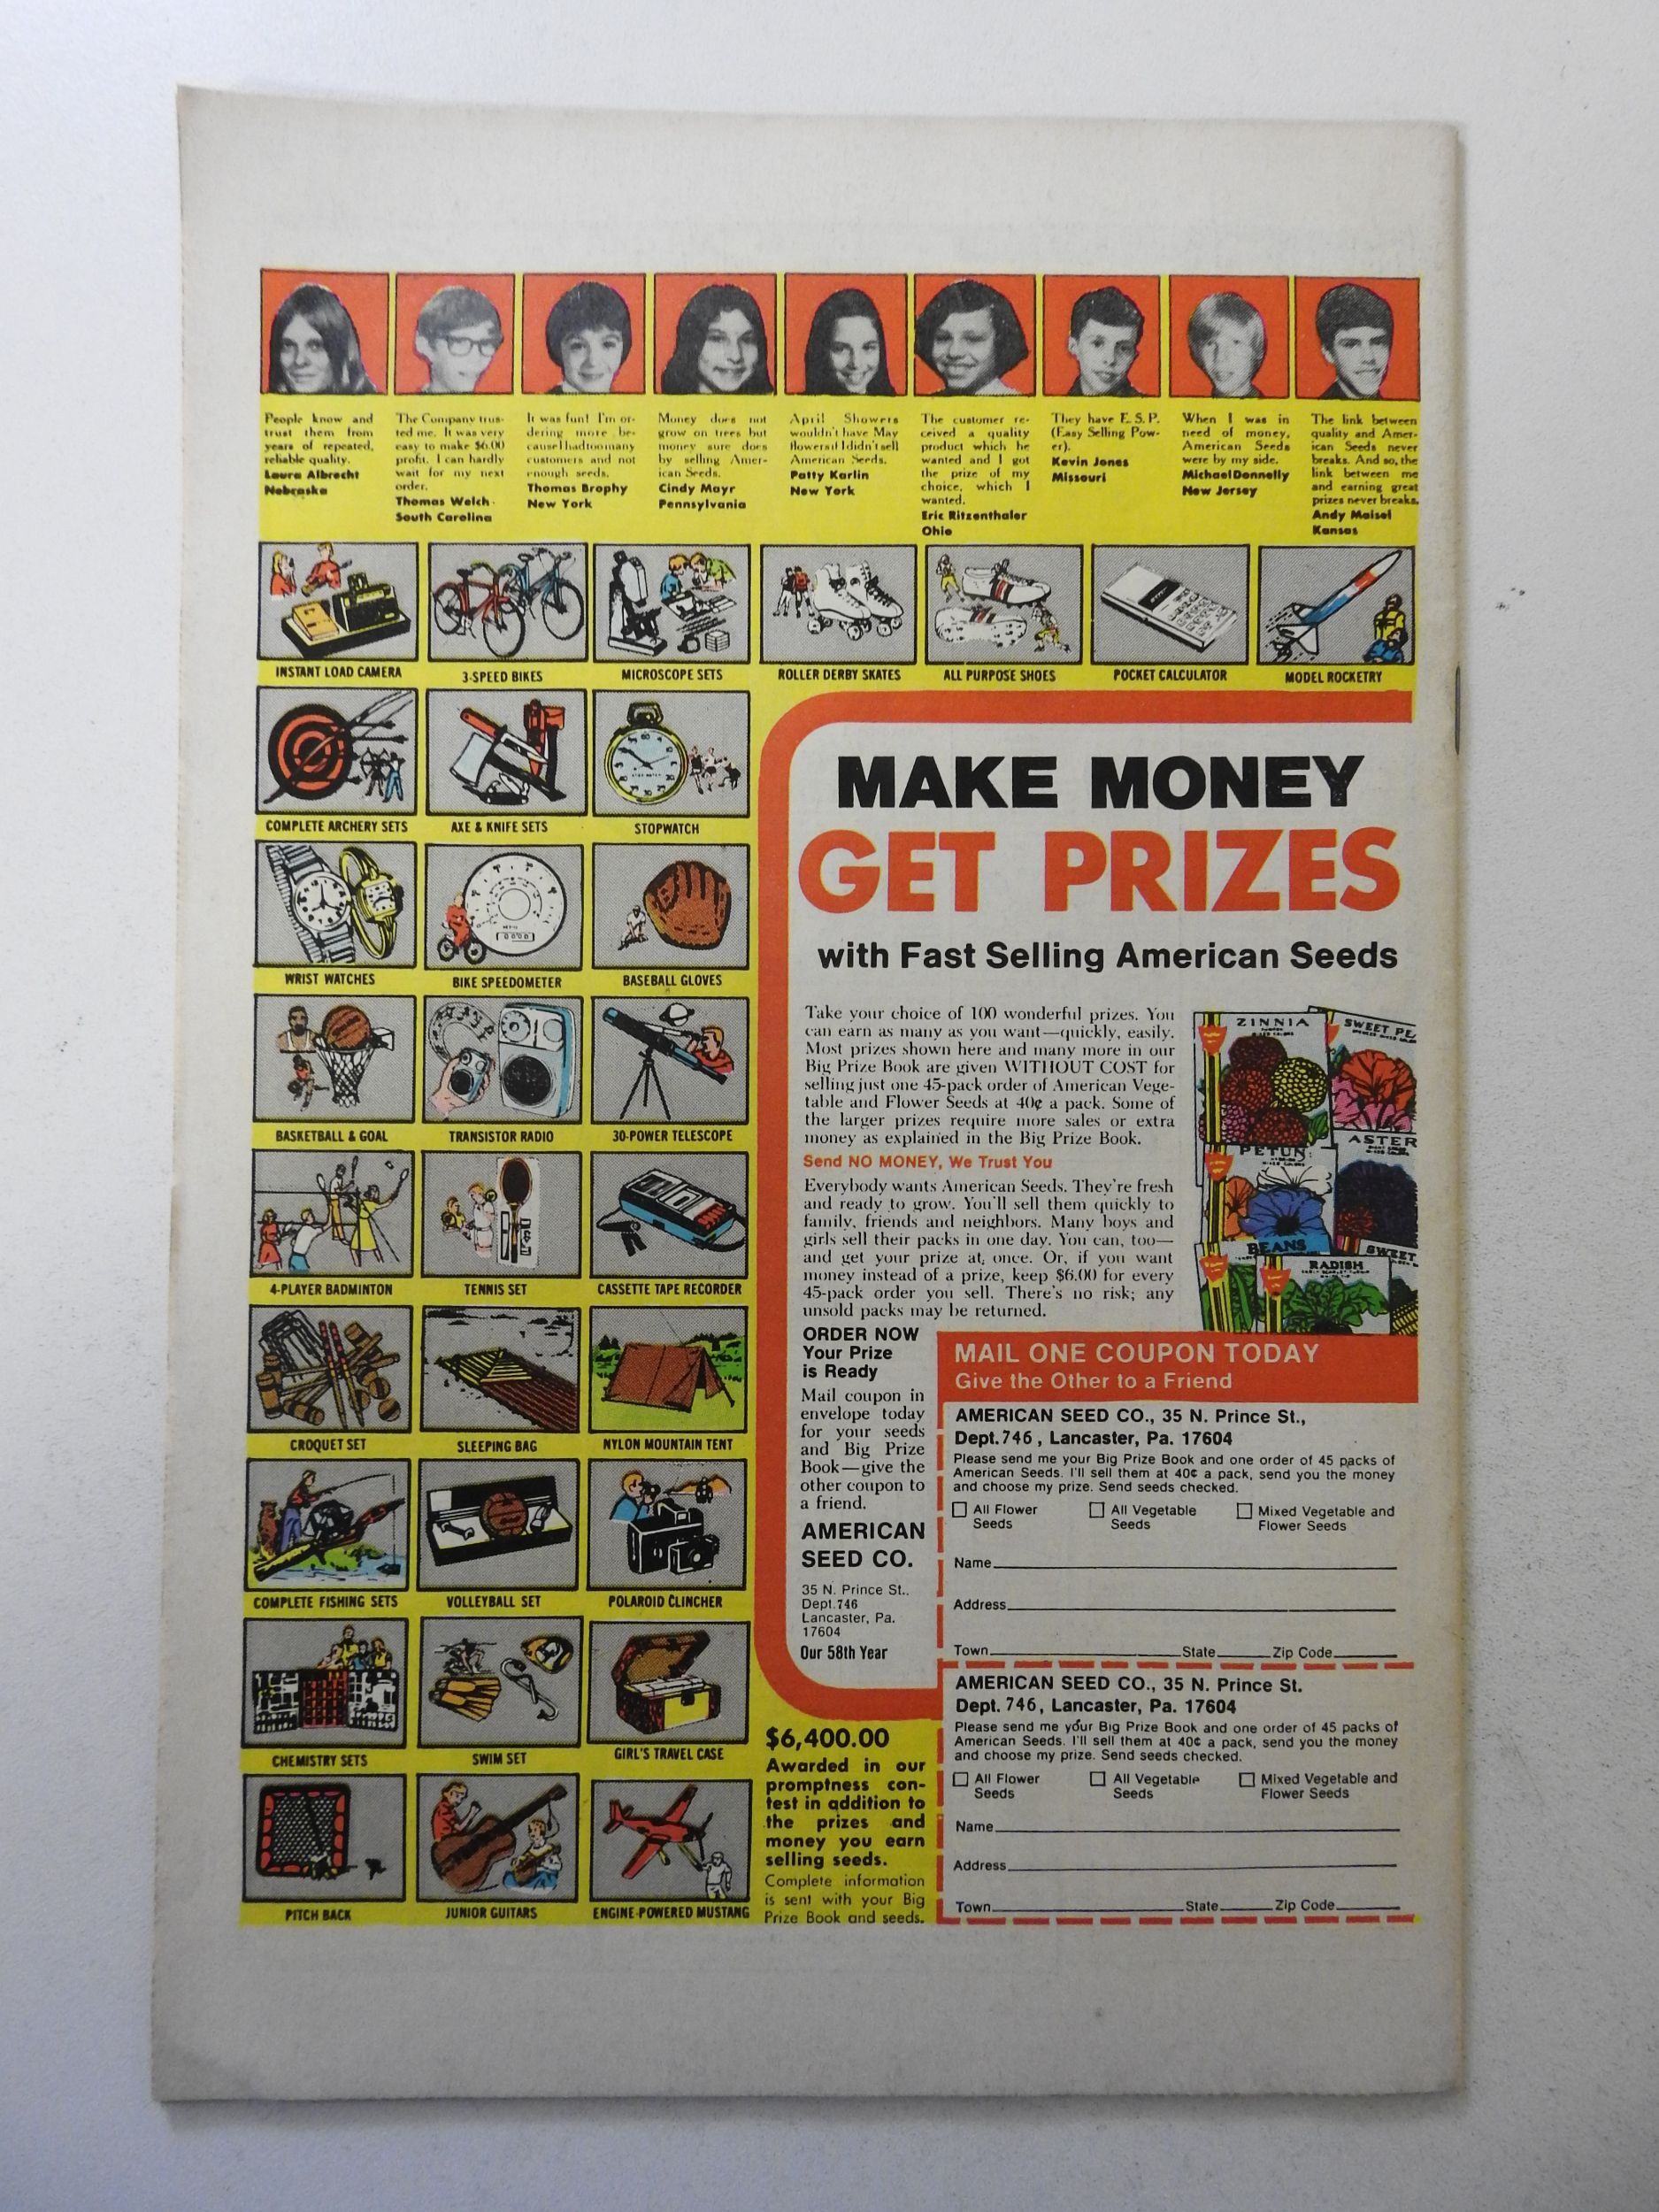 People know and
trust them from
years of repeated,
reliable quality.
Laura Albrecht
Nebraska
The Company trus-
ted me. It was very
easy to make $6.00
profit. I can hardly
wait for my next
order.
Thomas Welch
South Carolina
It was fun! I'm or-
dering more be-
cause I had too many
customers and not
enough seeds.
Thomas Brophy
New York
Money does not
grow on trees but
money sure does
by selling Amer-
ican Seeds.
Cindy Mayr
Pennsylvania
April Showers
wouldn't have May
flowers if I didn't sell
American Seeds.
Patty Karlin
New York
The customer re-
ceived a quality
product which he
wanted and I got
the prize of my
choice, which I
wanted.
Eric Ritzenthaler
Ohio
They have E.S.P.
(Easy Selling Pow-
er).
Kevin Jones
Missouri
When I was in
need of money,
American Seeds
were by my side.
Michael Donnelly
New Jersey
The link between
quality and Amer-
ican Seeds never
breaks. And so, the
link between me
and earning great
prizes never breaks.
Andy Maisel
Kansas
INSTANT LOAD CAMERA
3-SPEED BIKES
MICROSCOPE SETS
ROLLER DERBY SKATES
ALL PURPOSE SHOES
POCKET CALCULATOR
MODEL ROCKETRY
COMPLETE ARCHERY SETS
AXE & KNIFE SETS
STOPWATCH
WRIST WATCHES
BIKE SPEEDOMETER
BASEBALL GLOVES
BASKETBALL & GOAL
TRANSISTOR RADIO
30-POWER TELESCOPE
4-PLAYER BADMINTON
TENNIS SET
CASSETTE TAPE RECORDER
CROQUET SET
SLEEPING BAG
NYLON MOUNTAIN TENT
COMPLETE FISHING SETS
VOLLEYBALL SET
POLAROID CLINCHER
CHEMISTRY SETS
SWIM SET
GIRL'S TRAVEL CASE
PITCH BACK
JUNIOR GUITARS
ENGINE-POWERED MUSTANG
MAKE MONEY
GET PRIZES
with Fast Selling American Seeds
Take your choice of 100 wonderful prizes. You
can earn as many as you want—quickly, easily.
Most prizes shown here and many more in our
Big Prize Book are given WITHOUT COST for
selling just one 45-pack order of American Vege-
table and Flower Seeds at 40¢ a pack. Some of
the larger prizes require more sales or extra
money as explained in the Big Prize Book.
Send NO MONEY, We Trust You
Everybody wants American Seeds. They're fresh
and ready to grow. You'll sell them quickly to
family, friends and neighbors. Many boys and
girls sell their packs in one day. You can, too—
and get your prize at once. Or, if you want
money instead of a prize, keep $6.00 for every
45-pack order you sell. There's no risk; any
unsold packs may be returned.
ZINNIA
SWEET PE
ASTER
PETUN
BEANS
SWEET
RADISH
ORDER NOW
Your Prize
is Ready
Mail coupon in
envelope today
for your seeds
and Big Prize
Book—give the
other coupon to
a friend.
AMERICAN
SEED CO.
35 N. Prince St.,
Dept. 746
Lancaster, Pa.
17604
Our 58th Year
$6,400.00
Awarded in our
promptness con-
test in addition to
the prizes and
money you earn
selling seeds.
Complete information
is sent with your Big
Prize Book and seeds.
MAIL ONE COUPON TODAY
Give the Other to a Friend
AMERICAN SEED CO., 35 N. Prince St.,
Dept. 746, Lancaster, Pa. 17604
Please send me your Big Prize Book and one order of 45 packs of
American Seeds. I'll sell them at 40¢ a pack, send you the money
and choose my prize. Send seeds checked.
All Flower Seeds
All Vegetable Seeds
Mixed Vegetable and Flower Seeds
Name
Address
Town State Zip Code
AMERICAN SEED CO., 35 N. Prince St.
Dept. 746, Lancaster, Pa. 17604
Please send me your Big Prize Book and one order of 45 packs of
American Seeds. I'll sell them at 40¢ a pack, send you the money
and choose my prize. Send seeds checked.
All Flower Seeds
All Vegetable Seeds
Mixed Vegetable and Flower Seeds
Name
Address
Town State Zip Code